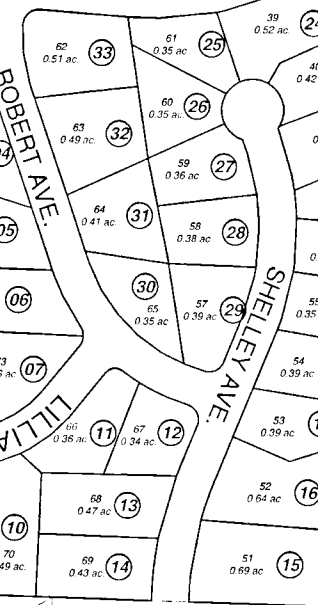 39
0.52 ac.
24
61
0.35 ac
25
62
0.51 ac.
33
40
0.42
60
0.35 ac.
26
63
0.49 ac.
32
ROBERT AVE.
59
0.36 ac
27
64
0.41 ac.
31
58
0.38 ac
28
05
30
65
0.35 ac
57
0.39 ac
29
06
SHELLEY AVE.
55
0.35
54
0.39 ac.
07
LILLIA
66
0.36 ac.
11
67
0.34 ac.
12
53
0.39 ac
68
0.47 ac
13
52
0.64 ac
16
10
70
49 ac.
69
0.43 ac.
14
51
0.69 ac
15